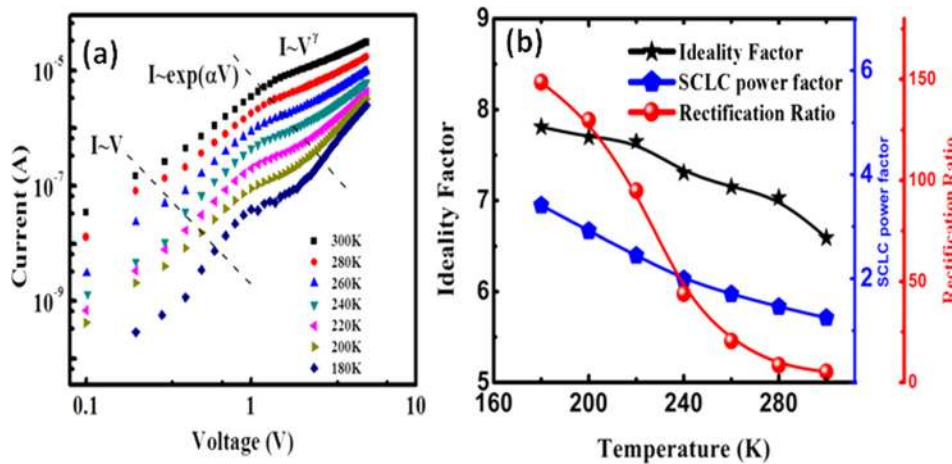 (a)
I~V
I~exp(αV)
I~V^γ
10⁻⁵
10⁻⁷
10⁻⁹
Current (A)
300K
280K
260K
240K
220K
200K
180K
0.1
1
10
Voltage (V)
(b)
Ideality Factor
SCLC power factor
Rectification Ratio
9
8
7
6
5
Ideality Factor
160
200
240
280
Temperature (K)
6
4
2
0
SCLC power factor
150
100
50
0
Rectification Ratio